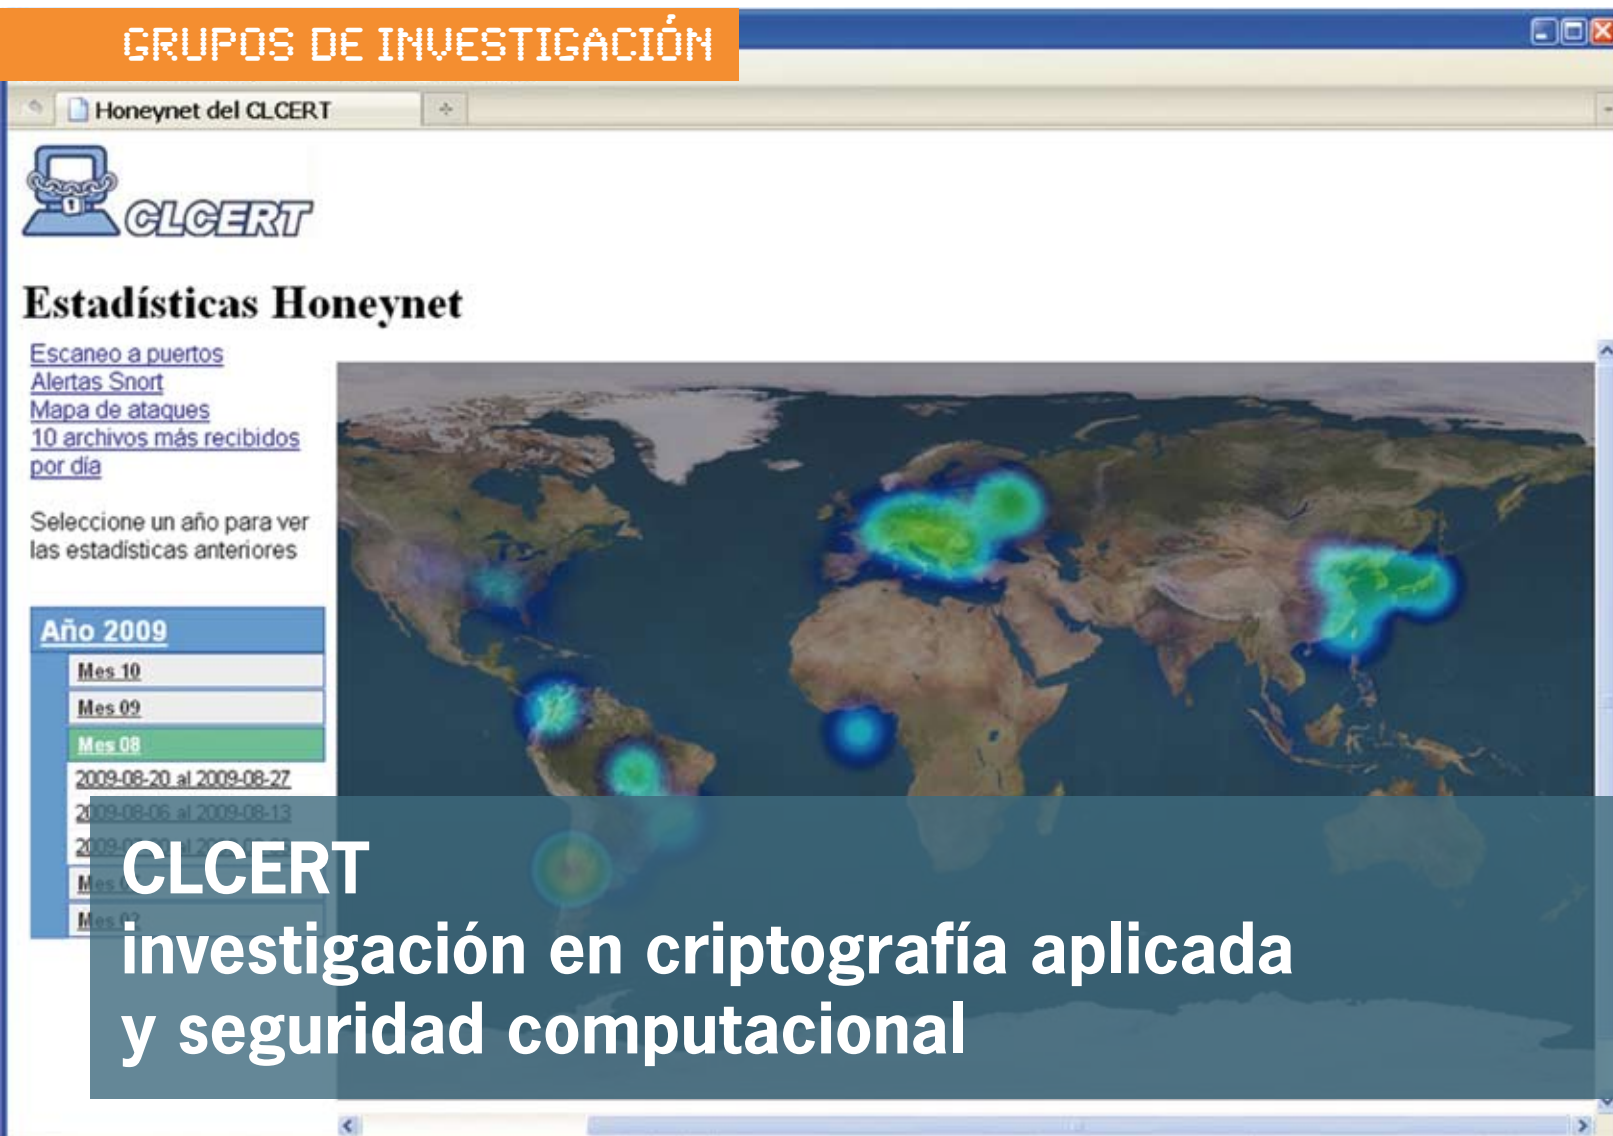 GRUPOS DE INVESTIGACIÓN
Honeynet del CLCERT
CLCERT
Estadísticas Honeynet
Escaneo a puertos
Alertas Snort
Mapa de ataques
10 archivos más recibidos
por día
Seleccione un año para ver
las estadísticas anteriores
Año 2009
Mes 10
Mes 09
Mes 08
2009-08-20 al 2009-08-27
2009-08-06 al 2009-08-13
CLCERT
investigación en criptografía aplicada
y seguridad computacional